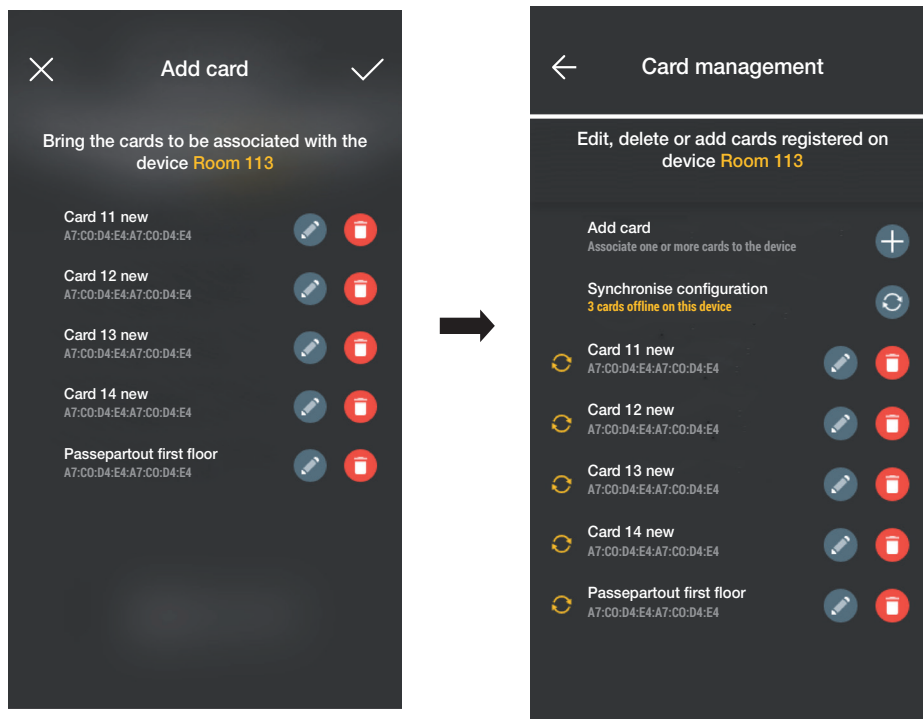 Add card
Bring the cards to be associated with the
device Room 113
Card 11 new
A7:C0:D4:E4:A7:C0:D4:E4
Card 12 new
A7:C0:D4:E4:A7:C0:D4:E4
Card 13 new
A7:C0:D4:E4:A7:C0:D4:E4
Card 14 new
A7:C0:D4:E4:A7:C0:D4:E4
Passepartout first floor
A7:C0:D4:E4:A7:C0:D4:E4
Card management
Edit, delete or add cards registered on
device Room 113
Add card
Associate one or more cards to the device
Synchronise configuration
3 cards offline on this device
Card 11 new
A7:C0:D4:E4:A7:C0:D4:E4
Card 12 new
A7:C0:D4:E4:A7:C0:D4:E4
Card 13 new
A7:C0:D4:E4:A7:C0:D4:E4
Card 14 new
A7:C0:D4:E4:A7:C0:D4:E4
Passepartout first floor
A7:C0:D4:E4:A7:C0:D4:E4